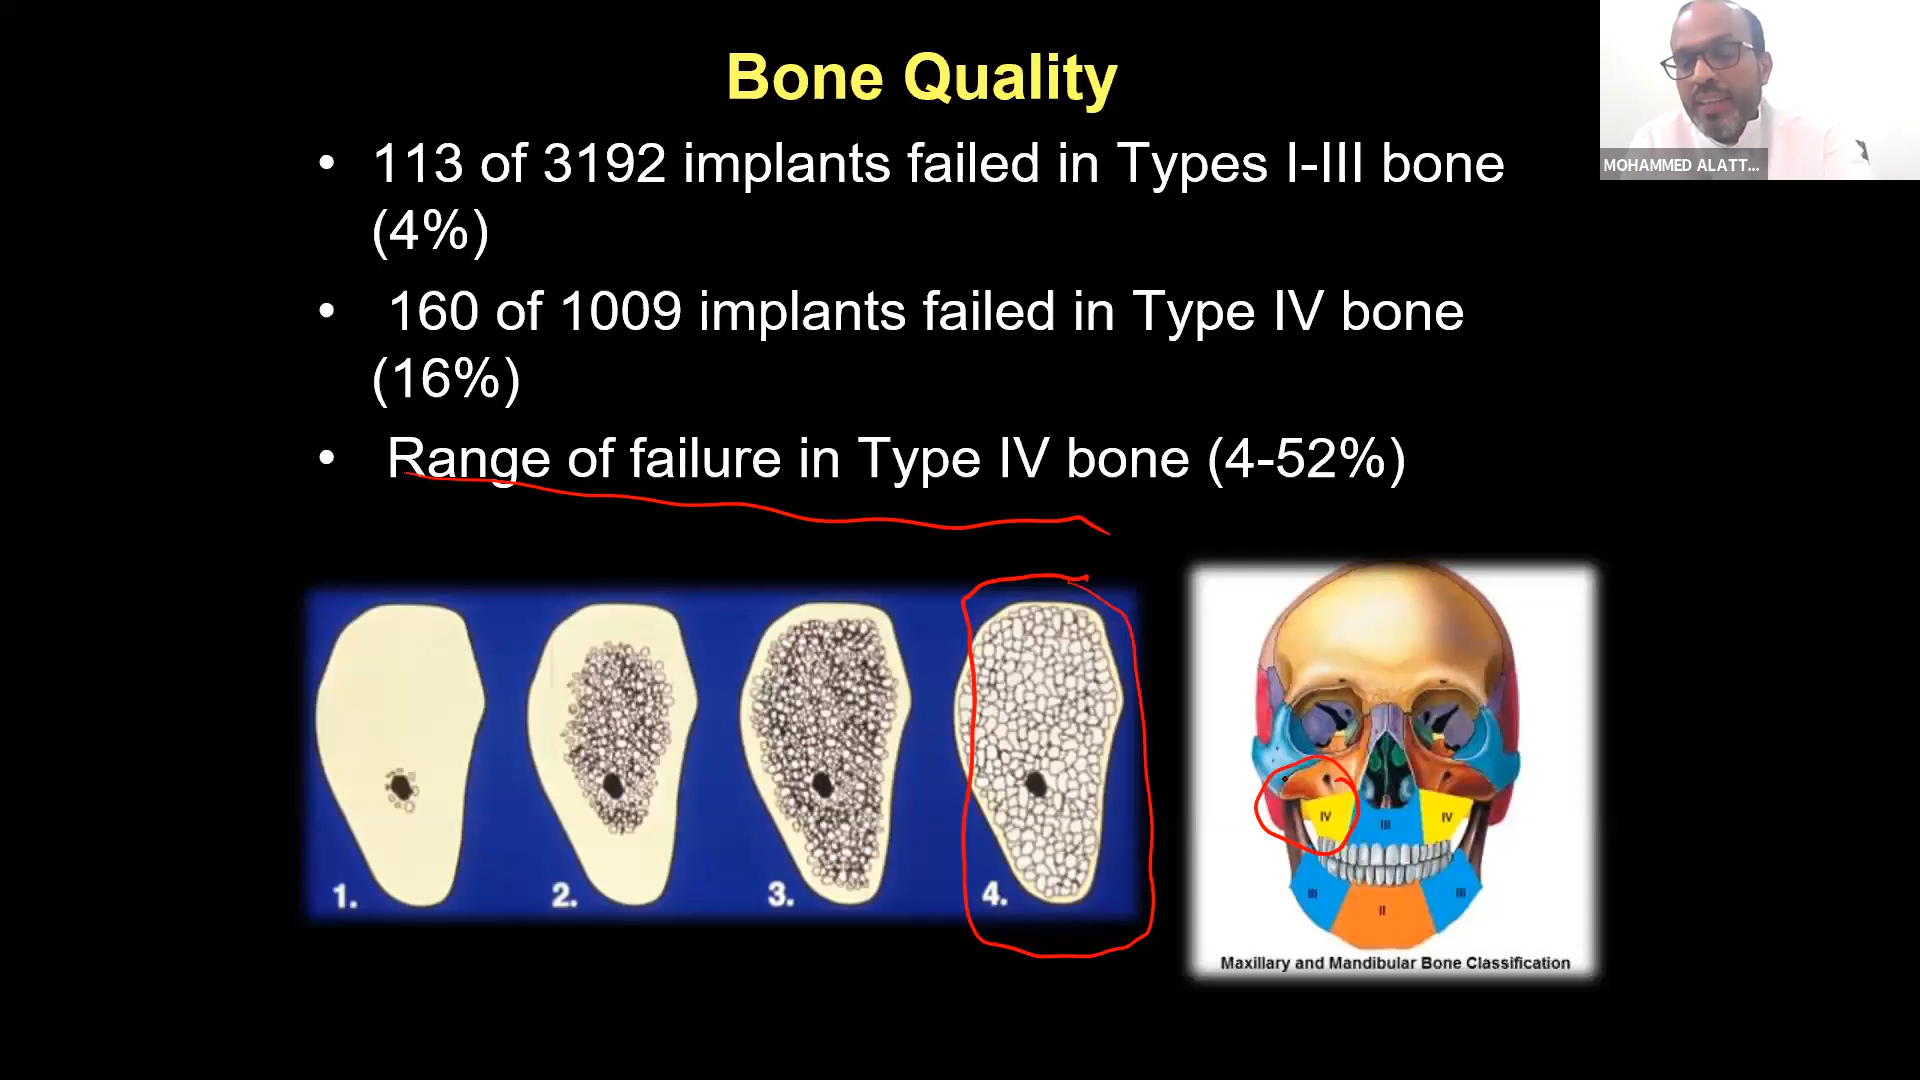 Bone Quality
• 113 of 3192 implants failed in Types I-III bone
(4%)
• 160 of 1009 implants failed in Type IV bone
(16%)
• Range of failure in Type IV bone (4-52%)
MOHAMMED ALATT...
1.
2.
3.
4.
IV
III
IV
III
II
III
Maxillary and Mandibular Bone Classification